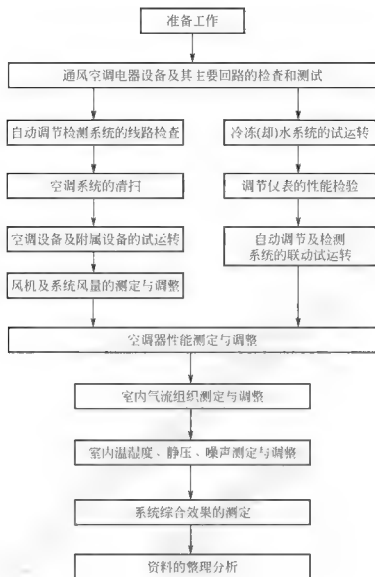 准备工作
通风空调电器设备及其主要回路的检查和测试
自动调节检测系统的线路检查
冷冻(却)水系统的试运转
空调系统的清扫
调节仪表的性能检验
空调设备及附属设备的试运转
自动调节及检测
系统的联动试运转
风机及系统风量的测定与调整
空调器性能测定与调整
室内气流组织测定与调整
室内温湿度、静压、噪声测定与调整
系统综合效果的测定
资料的整理分析